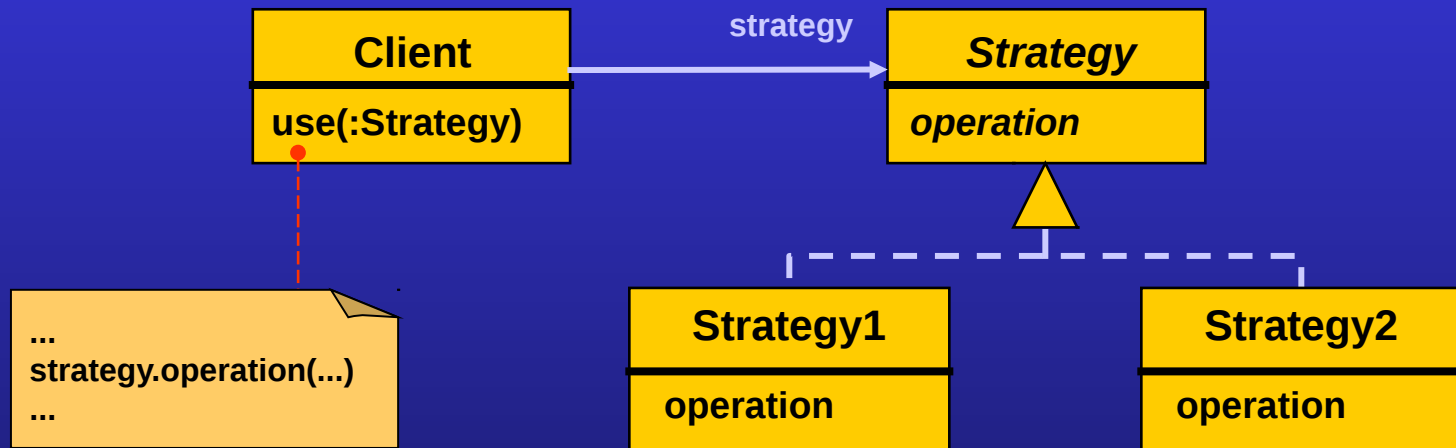 Client
use(:Strategy)
strategy
Strategy
operation
...
strategy.operation(...)
...
Strategy1
operation
Strategy2
operation